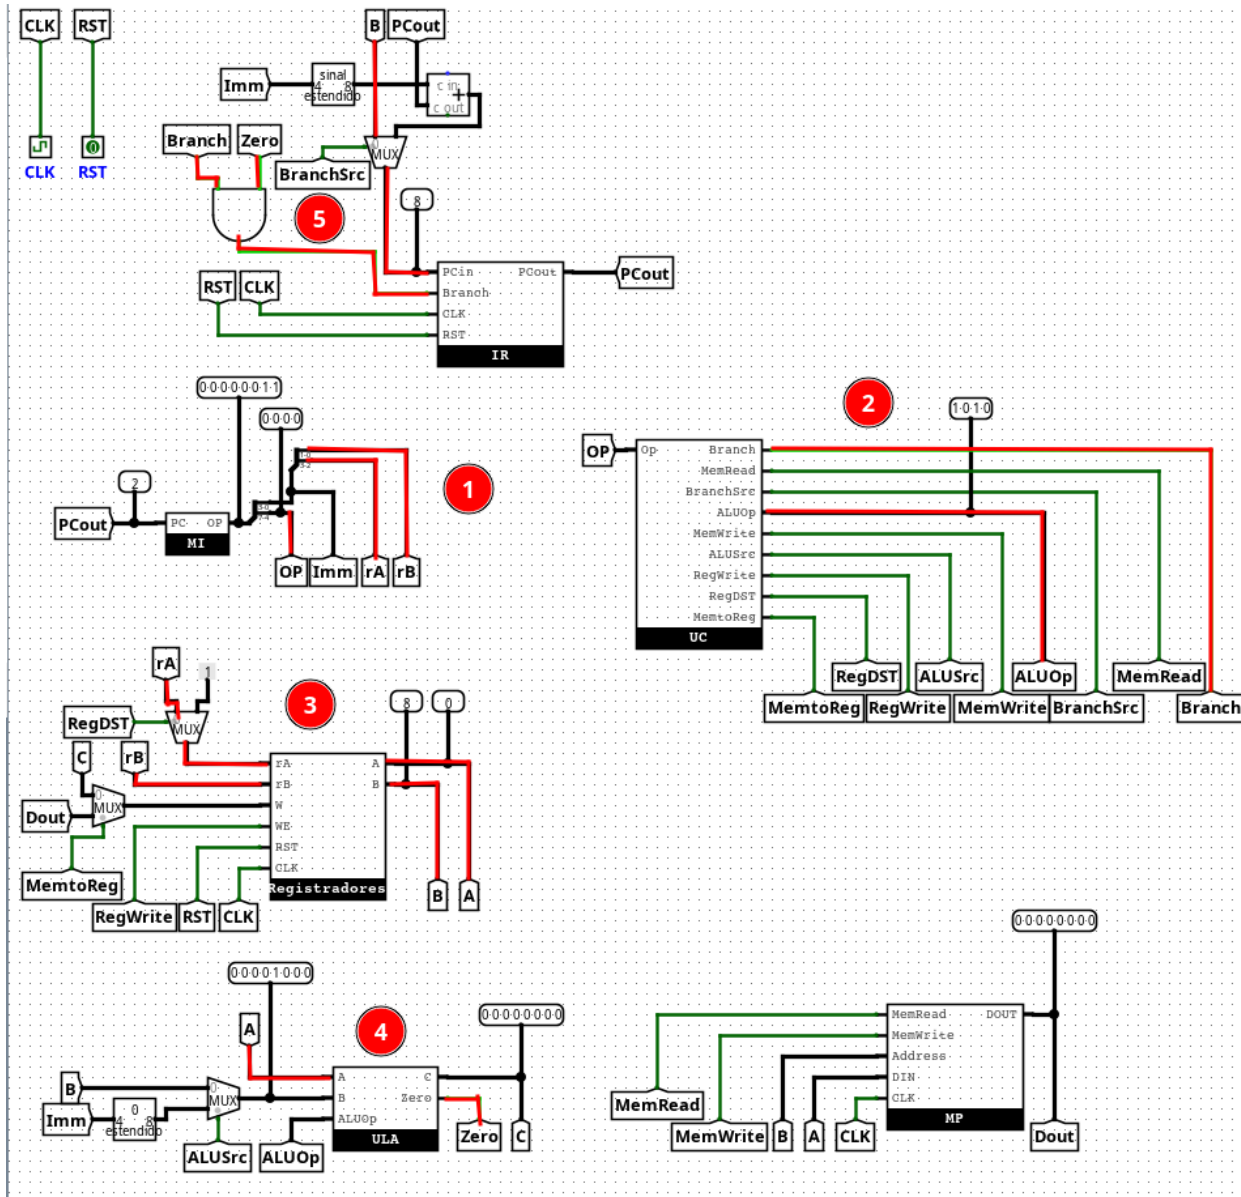 CLK RST B PCout
Imm sinal 4 8 estendido c in + c out
Branch Zero MUX
CLK RST BranchSrc
5 8
RST CLK PCin PCout PCout
Branch
CLK
RST
IR
0 0 0 0 0 0 1 1
0 0 0 0
2
PCout PC OP
MI
1
OP Imm rA rB
2 1 0 1 0
OP Op Branch
MemRead
BranchSrc
ALUOp
MemWrite
ALUSrc
RegWrite
RegDST
MemtoReg
UC
RegDST ALUSrc ALUOp MemRead
MemtoReg RegWrite MemWrite BranchSrc Branch
rA 1
RegDST MUX 3 8 0
C rB rA A
rB B
Dout 0 MUX W
WE
RST
CLK
MemtoReg Registradores
RegWrite RST CLK B A
0 0 0 0 1 0 0 0
A 4 0 0 0 0 0 0 0 0
B 0 MUX A C
B Zero
Imm 0 4 8 estendido ALUOp
ULA
ALUSrc ALUOp Zero C
0 0 0 0 0 0 0 0
MemRead DOUT
MemWrite
Address
DIN
CLK
MP
MemRead
MemWrite B A CLK Dout